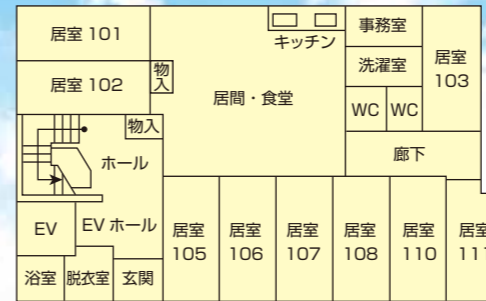 居室 101
キッチン
事務室
居室 102
物
入
居間・食堂
洗濯室
居室
103
WC
WC
物入
ホール
廊下
EV
EV ホール
居室
105
居室
106
居室
107
居室
108
居室
110
居室
111
浴室
脱衣室
玄関